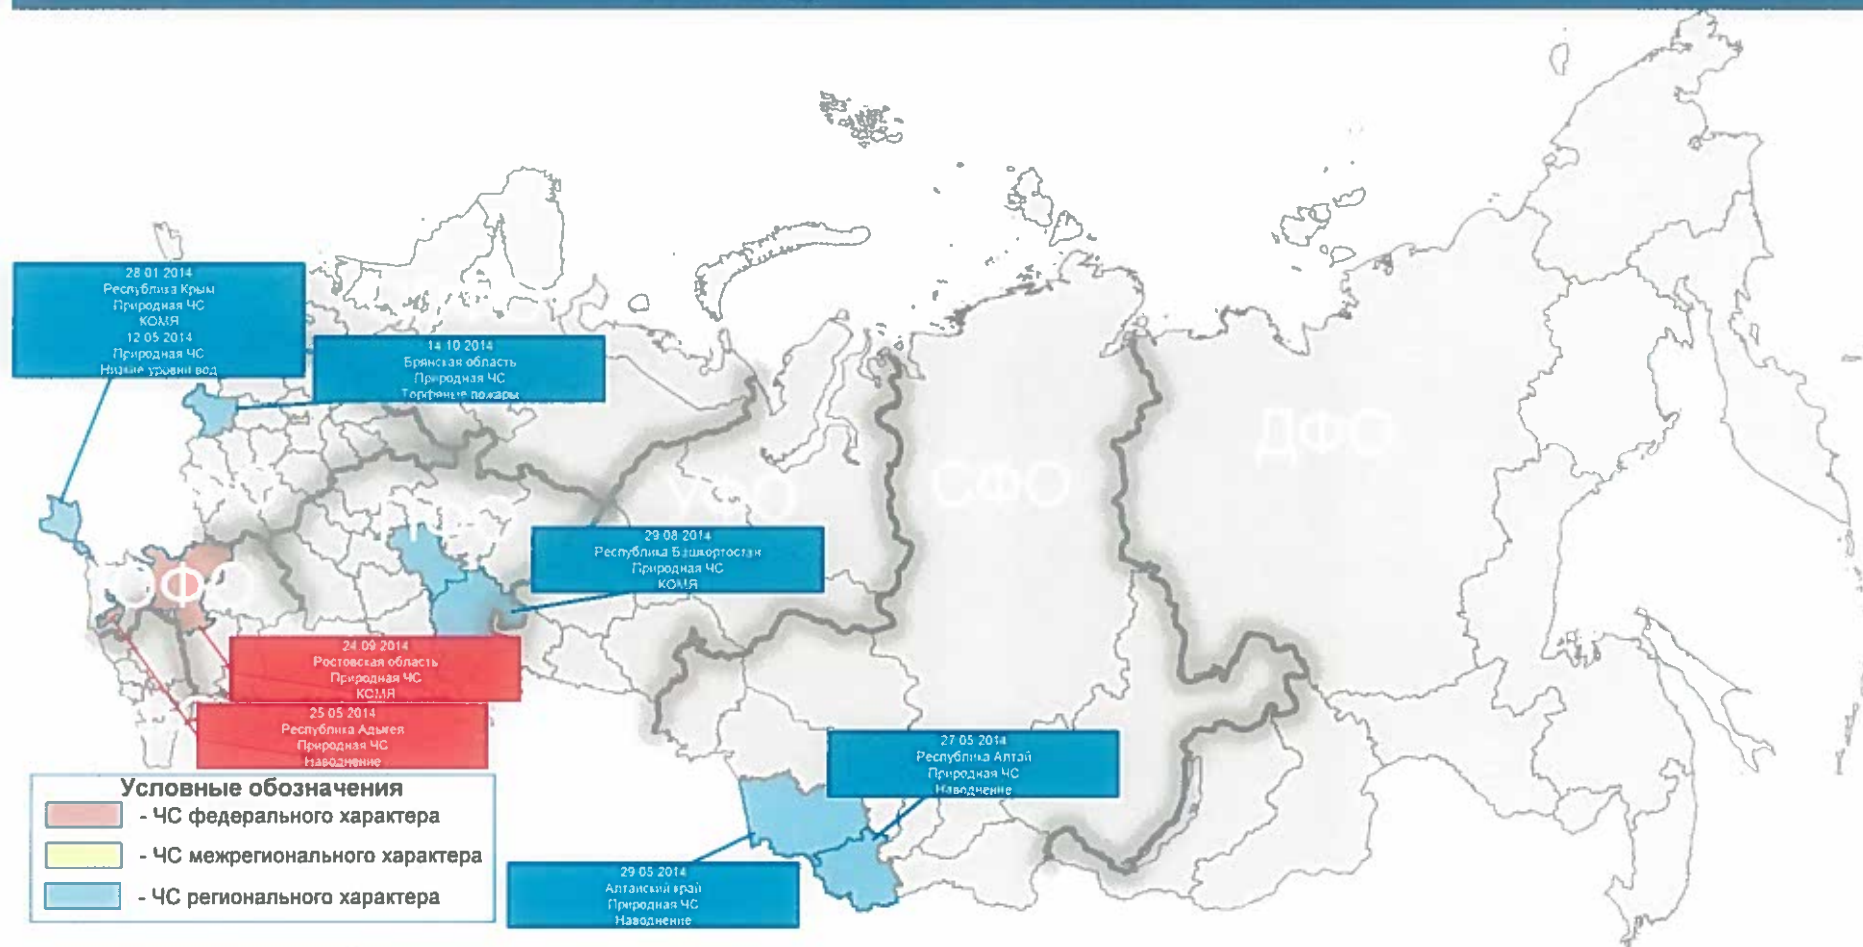 28 01 2014
Республика Крым
Природная ЧС
КОМЯ
12 05 2014
Природная ЧС
Низкие уровни вод
14 10 2014
Брянская область
Природная ЧС
Торфяные пожары
УФО
СФО
ДФО
29 08 2014
Республика Башкортостан
Природная ЧС
КОМЯ
ЮФО
24 09 2014
Ростовская область
Природная ЧС
КОМЯ
25 05 2014
Республика Адыгея
Природная ЧС
Наводнение
27 05 2014
Республика Алтай
Природная ЧС
Наводнение
29 05 2014
Алтайский край
Природная ЧС
Наводнение
Условные обозначения
- ЧС федерального характера
- ЧС межрегионального характера
- ЧС регионального характера